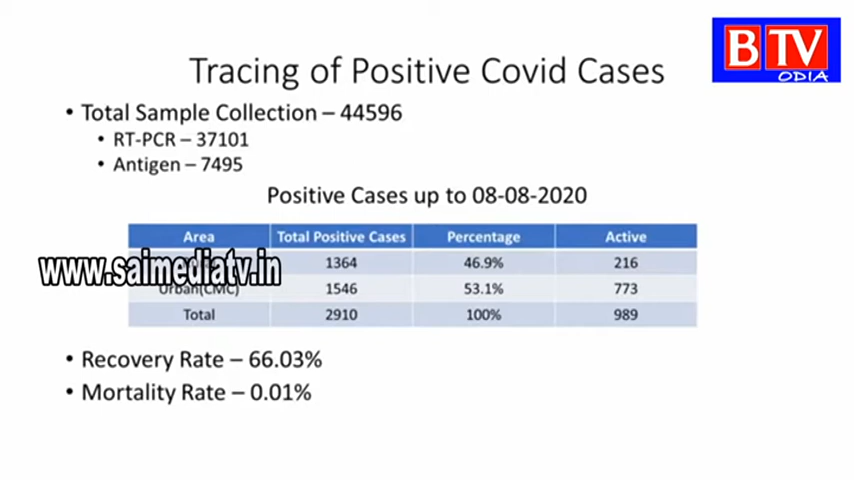 BTV
ODIA
Tracing of Positive Covid Cases
• Total Sample Collection – 44596
• RT-PCR – 37101
• Antigen – 7495
Positive Cases up to 08-08-2020
Area Total Positive Cases Percentage Active
1364 46.9% 216
www.saimediatv.in
Urban(CMC) 1546 53.1% 773
Total 2910 100% 989
• Recovery Rate – 66.03%
• Mortality Rate – 0.01%